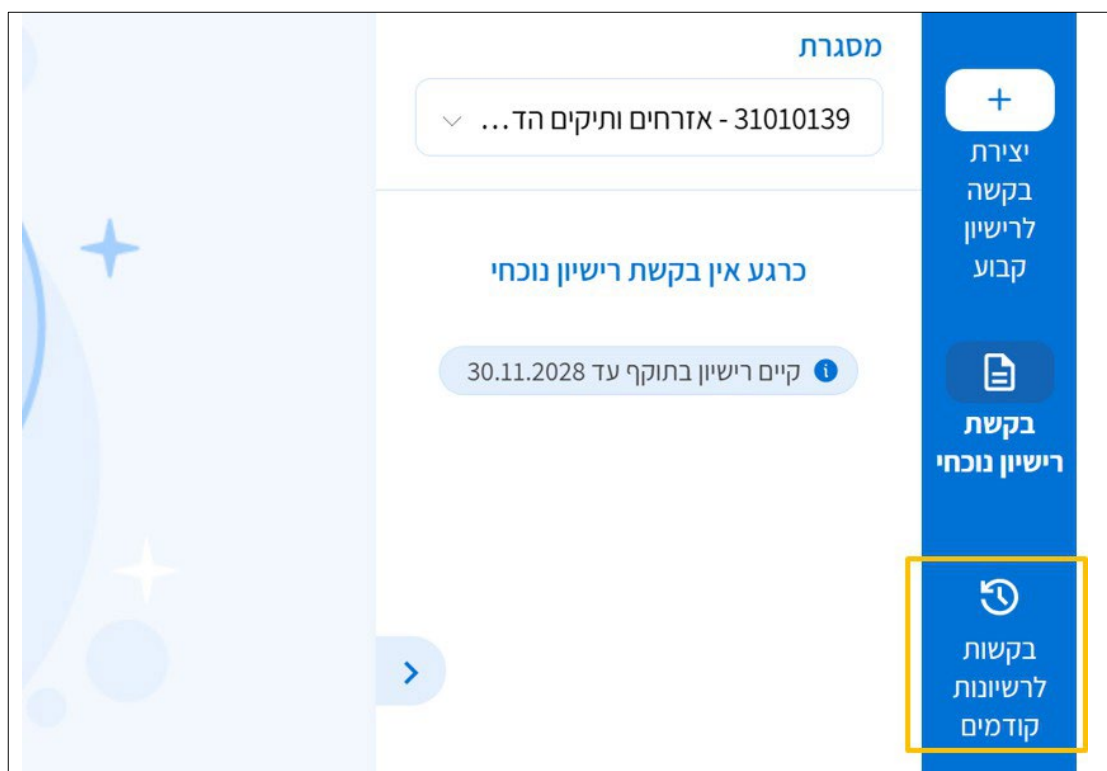 מסגרת
31010139 - אזרחים ותיקים הד...
כרגע אין בקשת רישיון נוכחי
קיים רישיון בתוקף עד 30.11.2028
+
יצירת
בקשה
לרישיון
קבוע
בקשת
רישיון נוכחי
בקשות
לרשיונות
קודמים